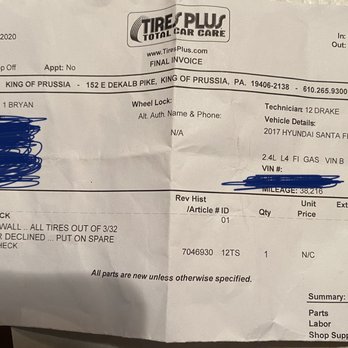 In:
2020
TIRES PLUS
TOTAL CAR CARE
Out:
www.TiresPlus.com
FINAL INVOICE
op Off Appt: No
KING OF PRUSSIA - 152 E DEKALB PIKE, KING OF PRUSSIA, PA. 19406-2138 - 610.265.9300
1 BRYAN Wheel Lock: Technician: 12 DRAKE
Alt. Auth. Name & Phone: Vehicle Details:
N/A 2017 HYUNDAI SANTA F
2.4L L4 FI GAS VIN B
VIN #:
MILEAGE: 38,216
Rev Hist Unit
/Article # ID Qty Price Ex
CK 01
WALL .. ALL TIRES OUT OF 3/32
R DECLINED ... PUT ON SPARE 7046930 12TS 1 N/C
HECK
All parts are new unless otherwise specified.
Summary:
Parts
Labor
Shop Supp